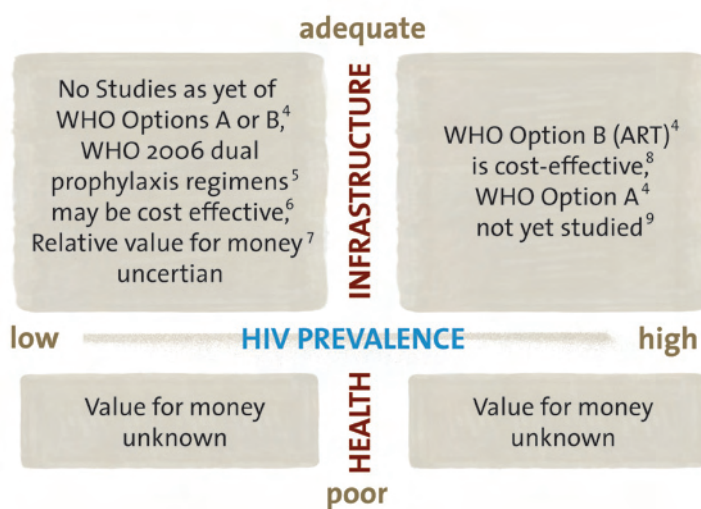 adequate
No Studies as yet of
WHO Options A or B,⁴
WHO 2006 dual
prophylaxis regimens⁵
may be cost effective,⁶
Relative value for money⁷
uncertian
INFRASTRUCTURE
WHO Option B (ART)⁴
is cost-effective,⁸
WHO Option A⁴
not yet studied⁹
low
HIV PREVALENCE
high
Value for money
unknown
HEALTH
Value for money
unknown
poor